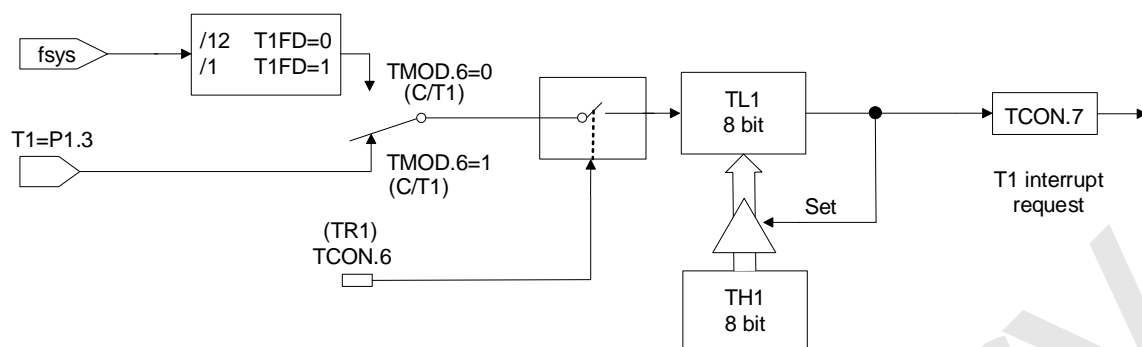 fsys
/12 T1FD=0
/1 T1FD=1
TMOD.6=0
(C/T1)
T1=P1.3
TMOD.6=1
(C/T1)
(TR1)
TCON.6
TL1
8 bit
TCON.7
T1 interrupt
request
Set
TH1
8 bit